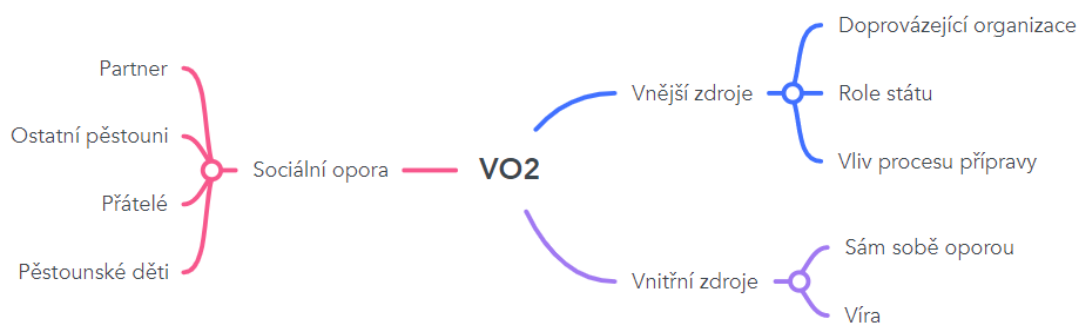 Partner
Ostatní pěstouni
Přátelé
Pěstounské děti
Sociální opora
VO2
Vnější zdroje
Doprovázející organizace
Role státu
Vliv procesu přípravy
Vnitřní zdroje
Sám sobě oporou
Víra